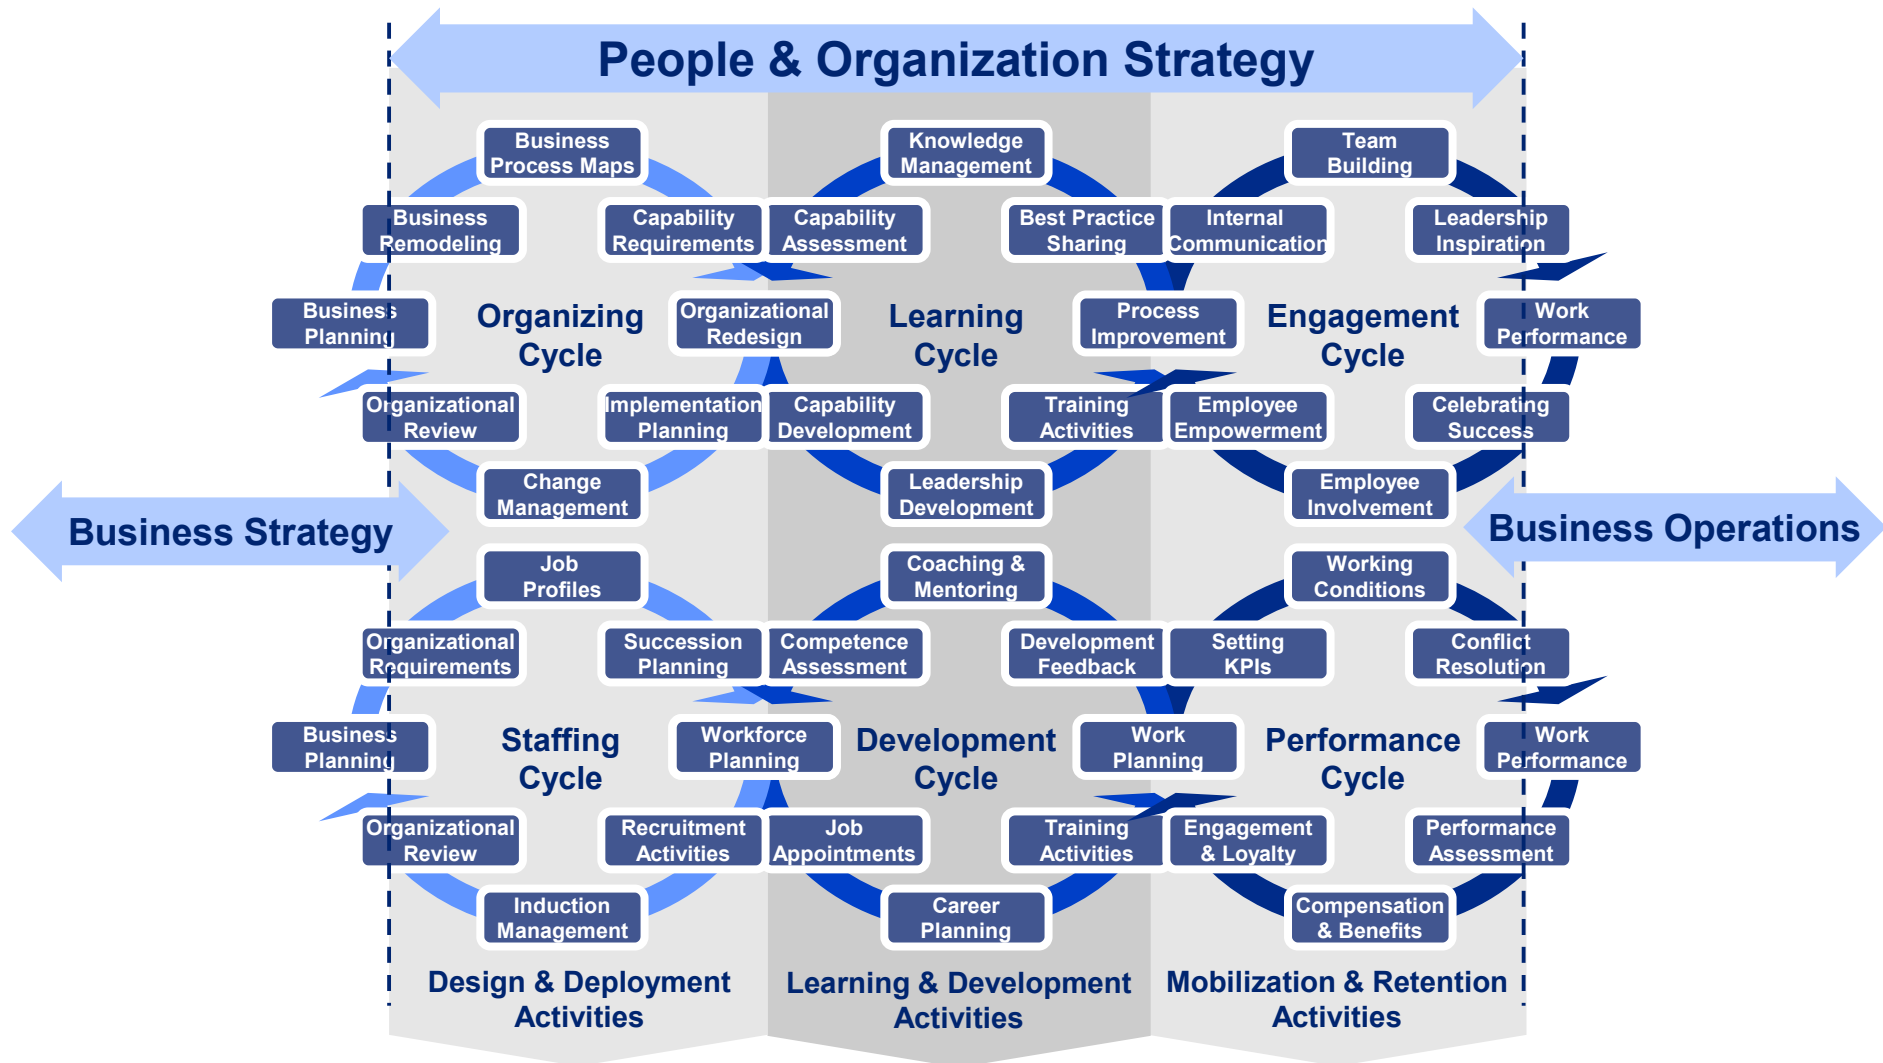 People & Organization Strategy
Business
Process Maps
Knowledge
Management
Team
Building
Business
Remodeling
Capability
Requirements
Capability
Assessment
Best Practice
Sharing
Internal
Communication
Leadership
Inspiration
Business
Planning
Organizing
Cycle
Organizational
Redesign
Learning
Cycle
Process
Improvement
Engagement
Cycle
Work
Performance
Organizational
Review
Implementation
Planning
Capability
Development
Training
Activities
Employee
Empowerment
Celebrating
Success
Change
Management
Leadership
Development
Employee
Involvement
Business Strategy
Business Operations
Job
Profiles
Coaching &
Mentoring
Working
Conditions
Organizational
Requirements
Succession
Planning
Competence
Assessment
Development
Feedback
Setting
KPIs
Conflict
Resolution
Business
Planning
Staffing
Cycle
Workforce
Planning
Development
Cycle
Work
Planning
Performance
Cycle
Work
Performance
Organizational
Review
Recruitment
Activities
Job
Appointments
Training
Activities
Engagement
& Loyalty
Performance
Assessment
Induction
Management
Career
Planning
Compensation
& Benefits
Design & Deployment
Activities
Learning & Development
Activities
Mobilization & Retention
Activities